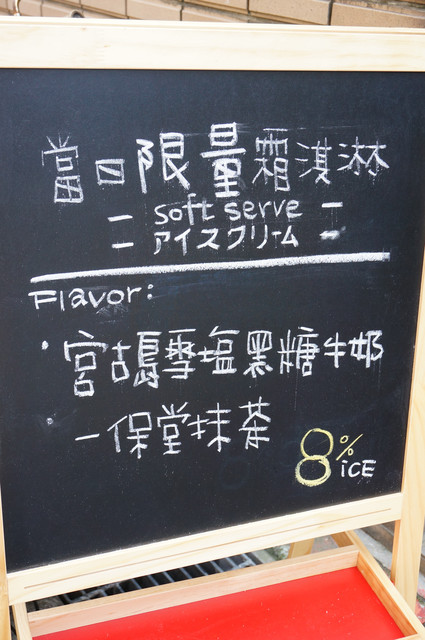 當日限量霜淇淋
= soft serve =
アイスクリーム
Flavor:
・宮古島雪塩黑糖牛奶
・一保堂抹茶
8%
iCE